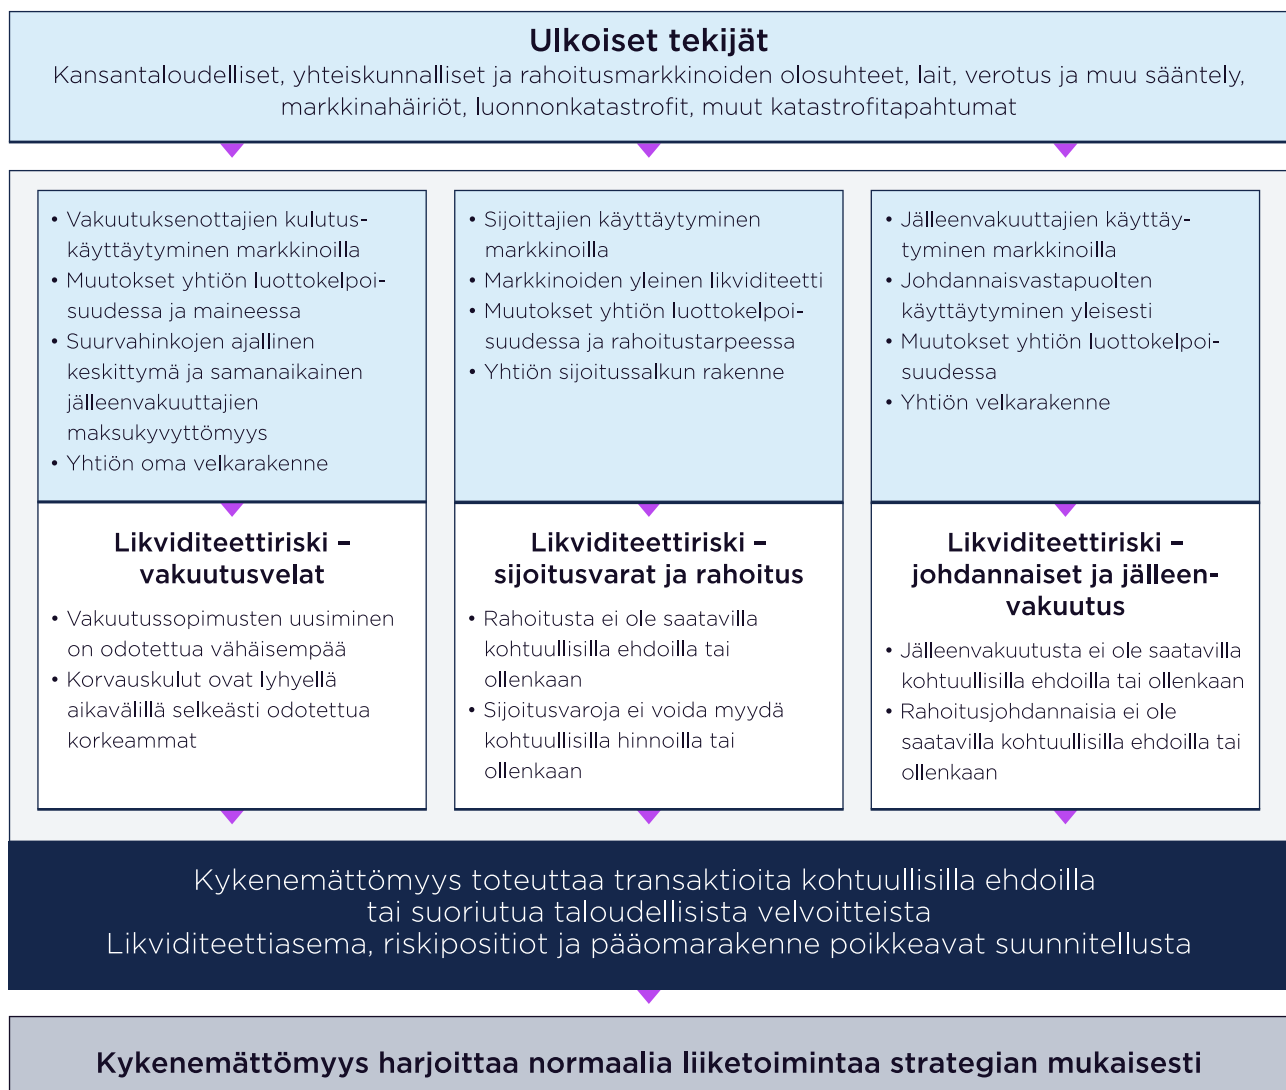 Ulkoiset tekijät
Kansantaloudelliset, yhteiskunnalliset ja rahoitusmarkkinoiden olosuhteet, lait, verotus ja muu sääntely,
markkinahäiriöt, luonnonkatastrofit, muut katastrofitapahtumat
• Vakuutuksenottajien kulutus-
käyttäytyminen markkinoilla
• Muutokset yhtiön luottokelpoi-
suudessa ja maineessa
• Suurvahinkojen ajallinen
keskittymä ja samanaikainen
jälleenvakuuttajien
maksukyvyttömyys
• Yhtiön oma velkarakenne
Likviditeettiriski –
vakuutusvelat
• Vakuutussopimusten uusiminen
on odotettua vähäisempää
• Korvauskulut ovat lyhyellä
aikavälillä selkeästi odotettua
korkeammat
• Sijoittajien käyttäytyminen
markkinoilla
• Markkinoiden yleinen likviditeetti
• Muutokset yhtiön luottokelpoi-
suudessa ja rahoitustarpeessa
• Yhtiön sijoitussalkun rakenne
Likviditeettiriski –
sijoitusvarat ja rahoitus
• Rahoitusta ei ole saatavilla
kohtuullisilla ehdoilla tai
ollenkaan
• Sijoitusvaroja ei voida myydä
kohtuullisilla hinnoilla tai
ollenkaan
• Jälleenvakuuttajien käyttäy-
tyminen markkinoilla
• Johdannaisvastapuolten
käyttäytyminen yleisesti
• Muutokset yhtiön luottokelpoi-
suudessa
• Yhtiön velkarakenne
Likviditeettiriski –
johdannaiset ja jälleen-
vakuutus
• Jälleenvakuutusta ei ole saatavilla
kohtuullisilla ehdoilla tai ollenkaan
• Rahoitusjohdannaisia ei ole
saatavilla kohtuullisilla ehdoilla tai
ollenkaan
Kykenemättömyys toteuttaa transaktioita kohtuullisilla ehdoilla
tai suoriutua taloudellisista velvoitteista
Likviditeettiasema, riskipositiot ja pääomarakenne poikkeavat suunnitellusta
Kykenemättömyys harjoittaa normaalia liiketoimintaa strategian mukaisesti